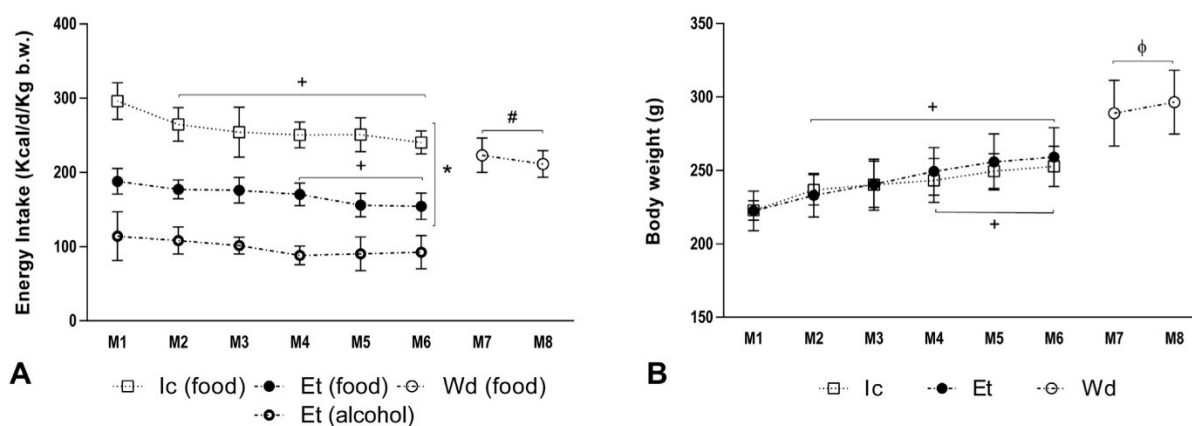 Energy Intake (Kcal/d/Kg b.w.)
400
300
200
100
0
+
+
*
#
M1 M2 M3 M4 M5 M6 M7 M8
A
Ic (food) Et (food) Wd (food)
Et (alcohol)
Body weight (g)
350
300
250
200
150
+
+
ϕ
M1 M2 M3 M4 M5 M6 M7 M8
B
Ic Et Wd